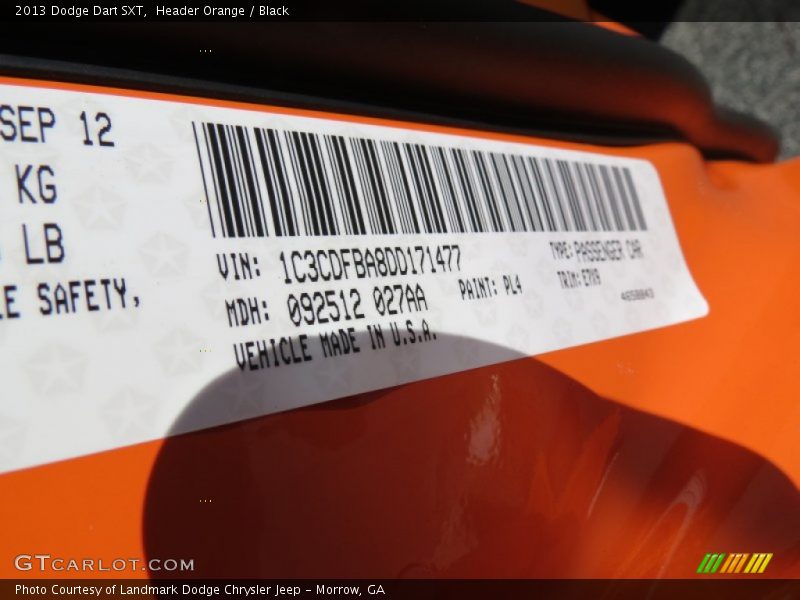 2013 Dodge Dart SXT,  Header Orange / Black
SEP 12
KG
LB
LE SAFETY,
VIN: 1C3CDFBA8DD171477
TYPE: PASSENGER CAR
MDH: 092512 027AA
PAINT: PL4
TRIM:
VEHICLE MADE IN U.S.A.
GTCARLOT.COM
Photo Courtesy of Landmark Dodge Chrysler Jeep - Morrow, GA